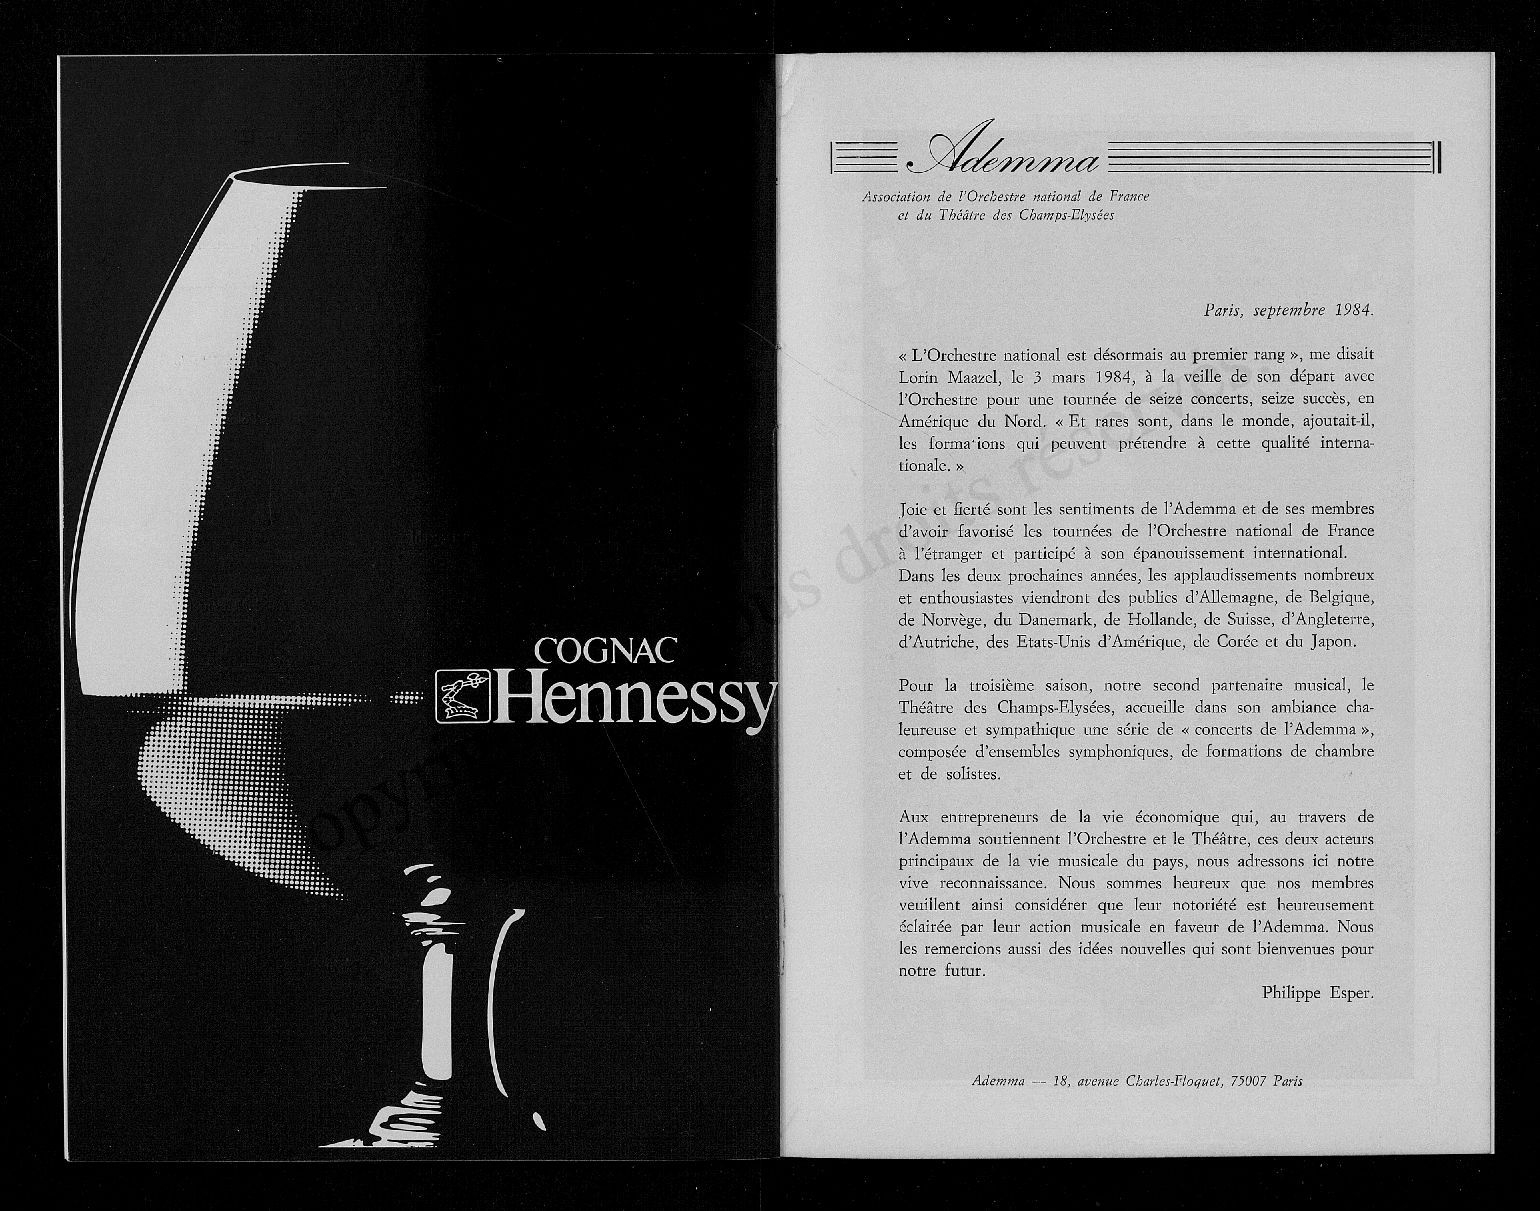 COGNAC
Hennessy
Ademma
Association de l'Orchestre national de France
et du Théâtre des Champs-Elysées
Paris, septembre 1984.
« L'Orchestre national est désormais au premier rang », me disait
Lorin Maazel, le 3 mars 1984, à la veille de son départ avec
l'Orchestre pour une tournée de seize concerts, seize succès, en
Amérique du Nord. « Et rares sont, dans le monde, ajoutait-il,
les formations qui peuvent prétendre à cette qualité interna-
tionale. »
Joie et fierté sont les sentiments de l'Ademma et de ses membres
d'avoir favorisé les tournées de l'Orchestre national de France
à l'étranger et participé à son épanouissement international.
Dans les deux prochaines années, les applaudissements nombreux
et enthousiastes viendront des publics d'Allemagne, de Belgique,
de Norvège, du Danemark, de Hollande, de Suisse, d'Angleterre,
d'Autriche, des Etats-Unis d'Amérique, de Corée et du Japon.
Pour la troisième saison, notre second partenaire musical, le
Théâtre des Champs-Elysées, accueille dans son ambiance cha-
leureuse et sympathique une série de « concerts de l'Ademma »,
composée d'ensembles symphoniques, de formations de chambre
et de solistes.
Aux entrepreneurs de la vie économique qui, au travers de
l'Ademma soutiennent l'Orchestre et le Théâtre, ces deux acteurs
principaux de la vie musicale du pays, nous adressons ici notre
vive reconnaissance. Nous sommes heureux que nos membres
veuillent ainsi considérer que leur notoriété est heureusement
éclairée par leur action musicale en faveur de l'Ademma. Nous
les remercions aussi des idées nouvelles qui sont bienvenues pour
notre futur.
Philippe Esper.
Ademma — 18, avenue Charles-Floquet, 75007 Paris
droits réservés